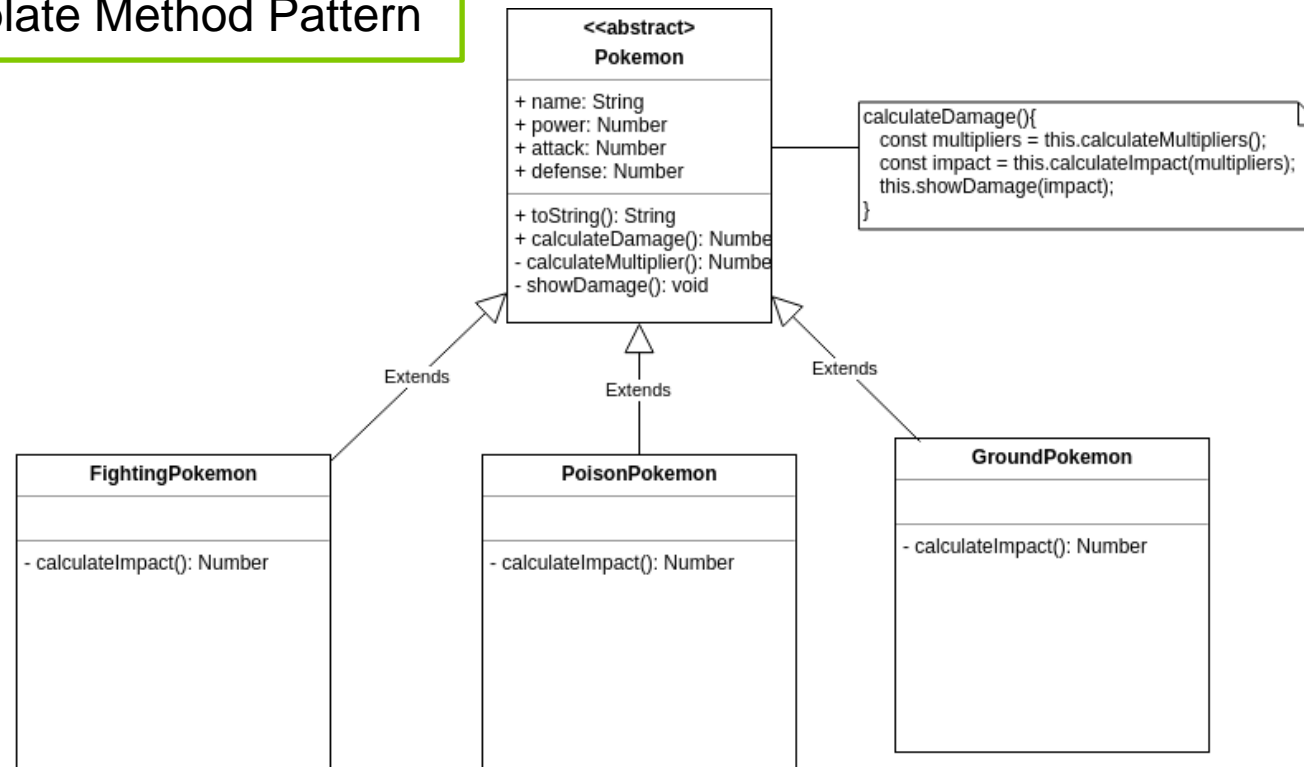 Method Pattern
<<abstract>
Pokemon
+ name: String
+ power: Number
+ attack: Number
+ defense: Number
+ toString(): String
+ calculateDamage(): Numbe
- calculateMultiplier(): Numbe
- showDamage(): void
calculateDamage(){
const multipliers = this.calculateMultipliers();
const impact = this.calculateImpact(multipliers);
this.showDamage(impact);
}
Extends
Extends
Extends
FightingPokemon
- calculateImpact(): Number
PoisonPokemon
- calculateImpact(): Number
GroundPokemon
- calculateImpact(): Number